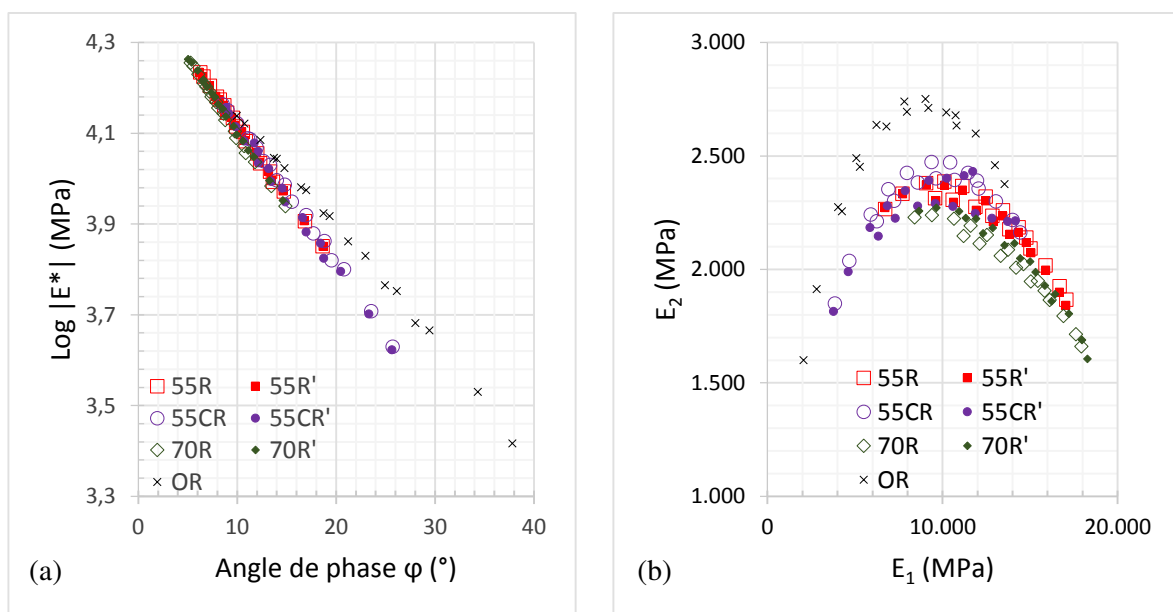 4,3
4,1
3,9
3,7
3,5
3,3
Log |E*| (MPa)
55R 55R'
55CR 55CR'
70R 70R'
OR
0 10 20 30 40
(a) Angle de phase φ (°)
3.000
2.500
2.000
1.500
1.000
E2 (MPa)
55R 55R'
55CR 55CR'
70R 70R'
OR
0 10.000 20.000
(b) E1 (MPa)